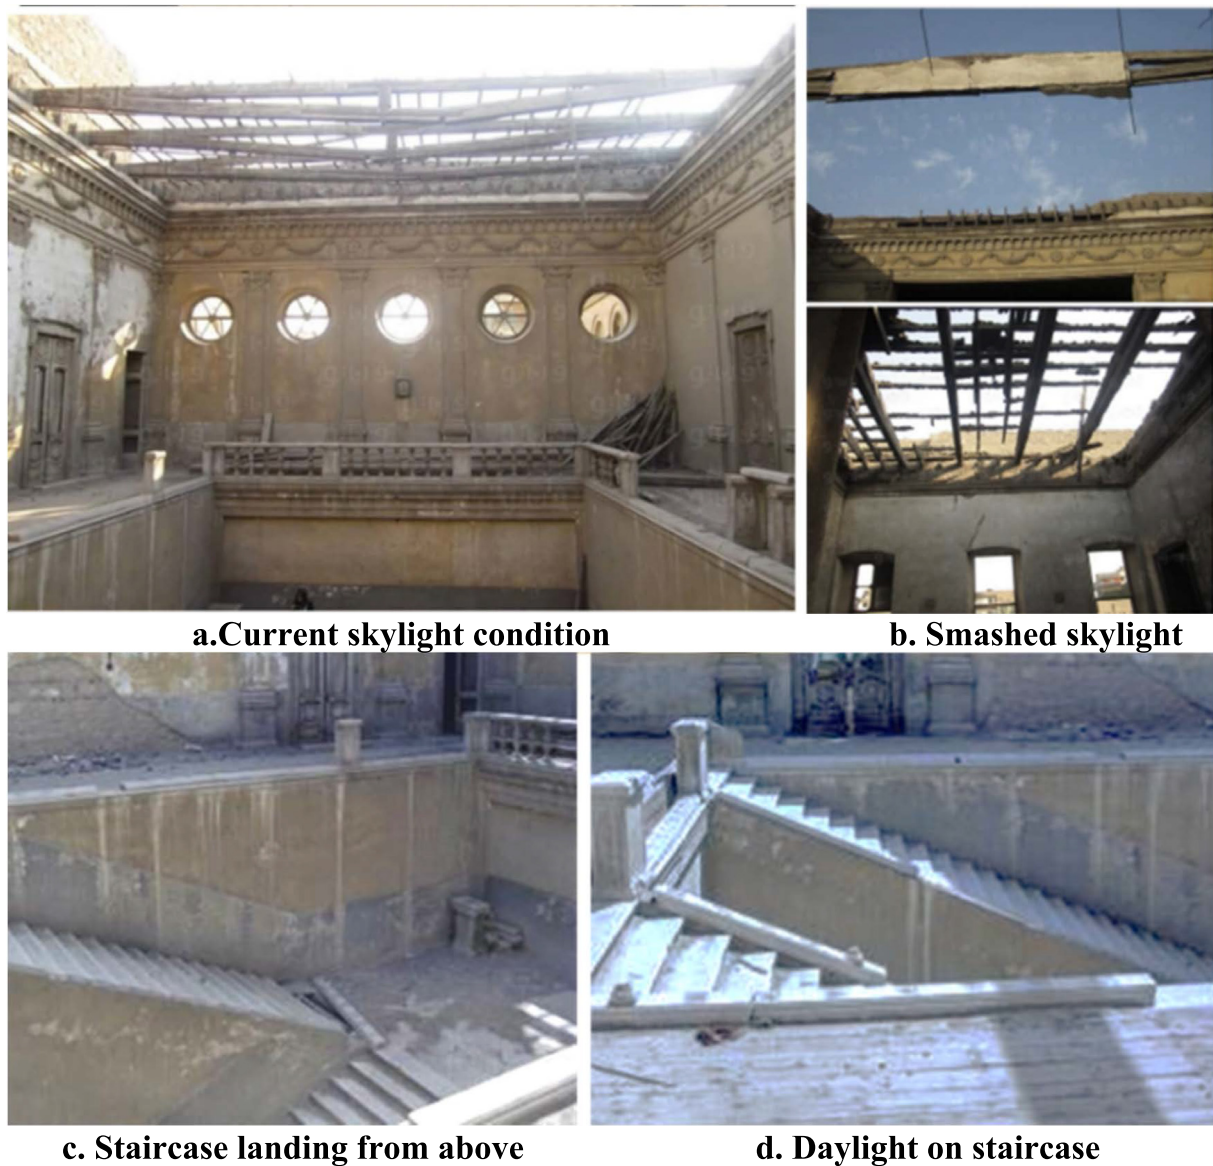 a.Current skylight condition
b. Smashed skylight
c. Staircase landing from above
d. Daylight on staircase